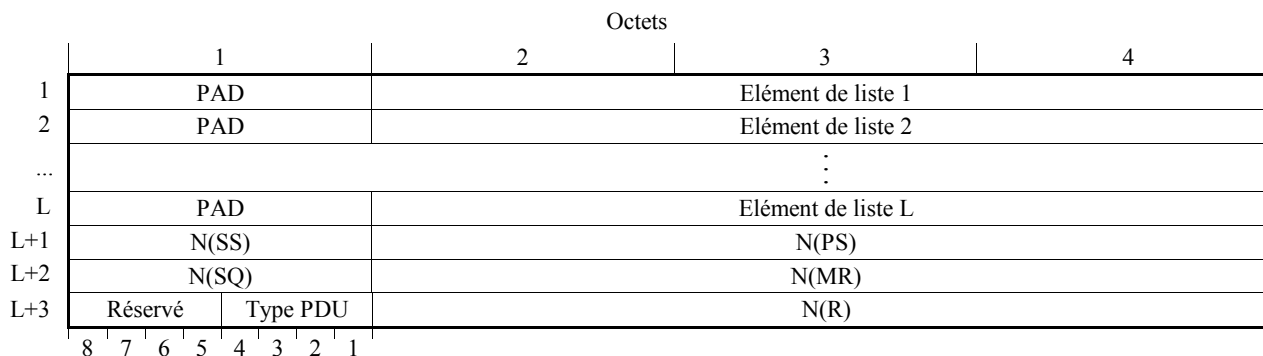 Octets
1 2 3 4
1 PAD Elément de liste 1
2 PAD Elément de liste 2
...
L PAD Elément de liste L
L+1 N(SS) N(PS)
L+2 N(SQ) N(MR)
L+3 Réservé Type PDU N(R)
8 7 6 5 4 3 2 1